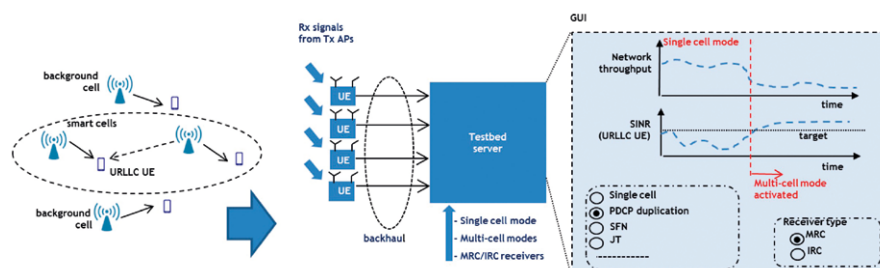 background
cell
smart cells
URLLC UE
background
cell
Rx signals
from Tx APs
UE
UE
UE
UE
backhaul
Testbed
server
- Single cell mode
- Multi-cell modes
- MRC/IRC receivers
GUI
Single cell mode
Network
throughput
time
SINR
(URLLC UE)
target
time
Multi-cell mode
activated
Single cell
PDCP duplication
SFN
JT
Receiver type
MRC
IRC